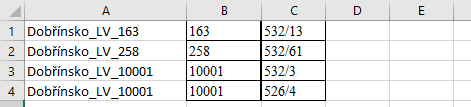 A B C D E
1 Dobřínsko_LV_163 163 532/13
2 Dobřínsko_LV_258 258 532/61
3 Dobřínsko_LV_10001 10001 532/3
4 Dobřínsko_LV_10001 10001 526/4